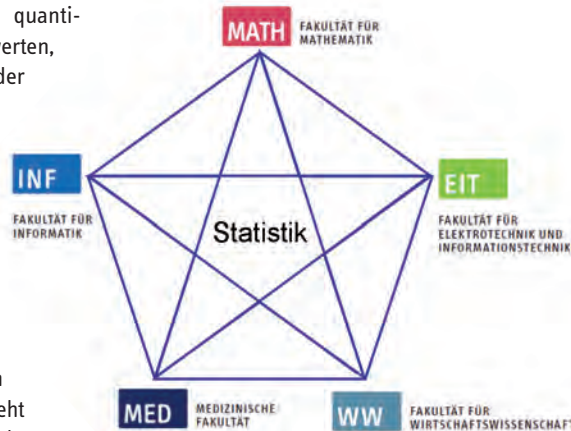 quanti-
werten,
der
MATH
FAKULTÄT FÜR
MATHEMATIK
INF
FAKULTÄT FÜR
INFORMATIK
EIT
FAKULTÄT FÜR
ELEKTROTECHNIK UND
INFORMATIONSTECHNIK
Statistik
eht
MED
MEDIZINISCHE
FAKULTÄT
WW
FAKULTÄT FÜR
WIRTSCHAFTSWISSENSCHAFT